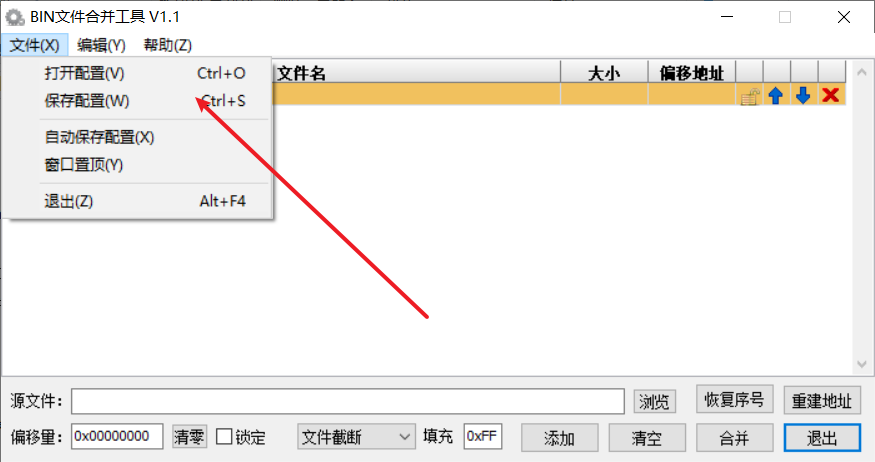 BIN文件合并工具 V1.1
文件(X) 编辑(Y) 帮助(Z)
打开配置(V) Ctrl+O 文件名 大小 偏移地址
保存配置(W) Ctrl+S
自动保存配置(X)
窗口置顶(Y)
退出(Z) Alt+F4
源文件: 浏览 恢复序号 重建地址
偏移量: 0x00000000 清零 锁定 文件截断 填充 0xFF 添加 清空 合并 退出